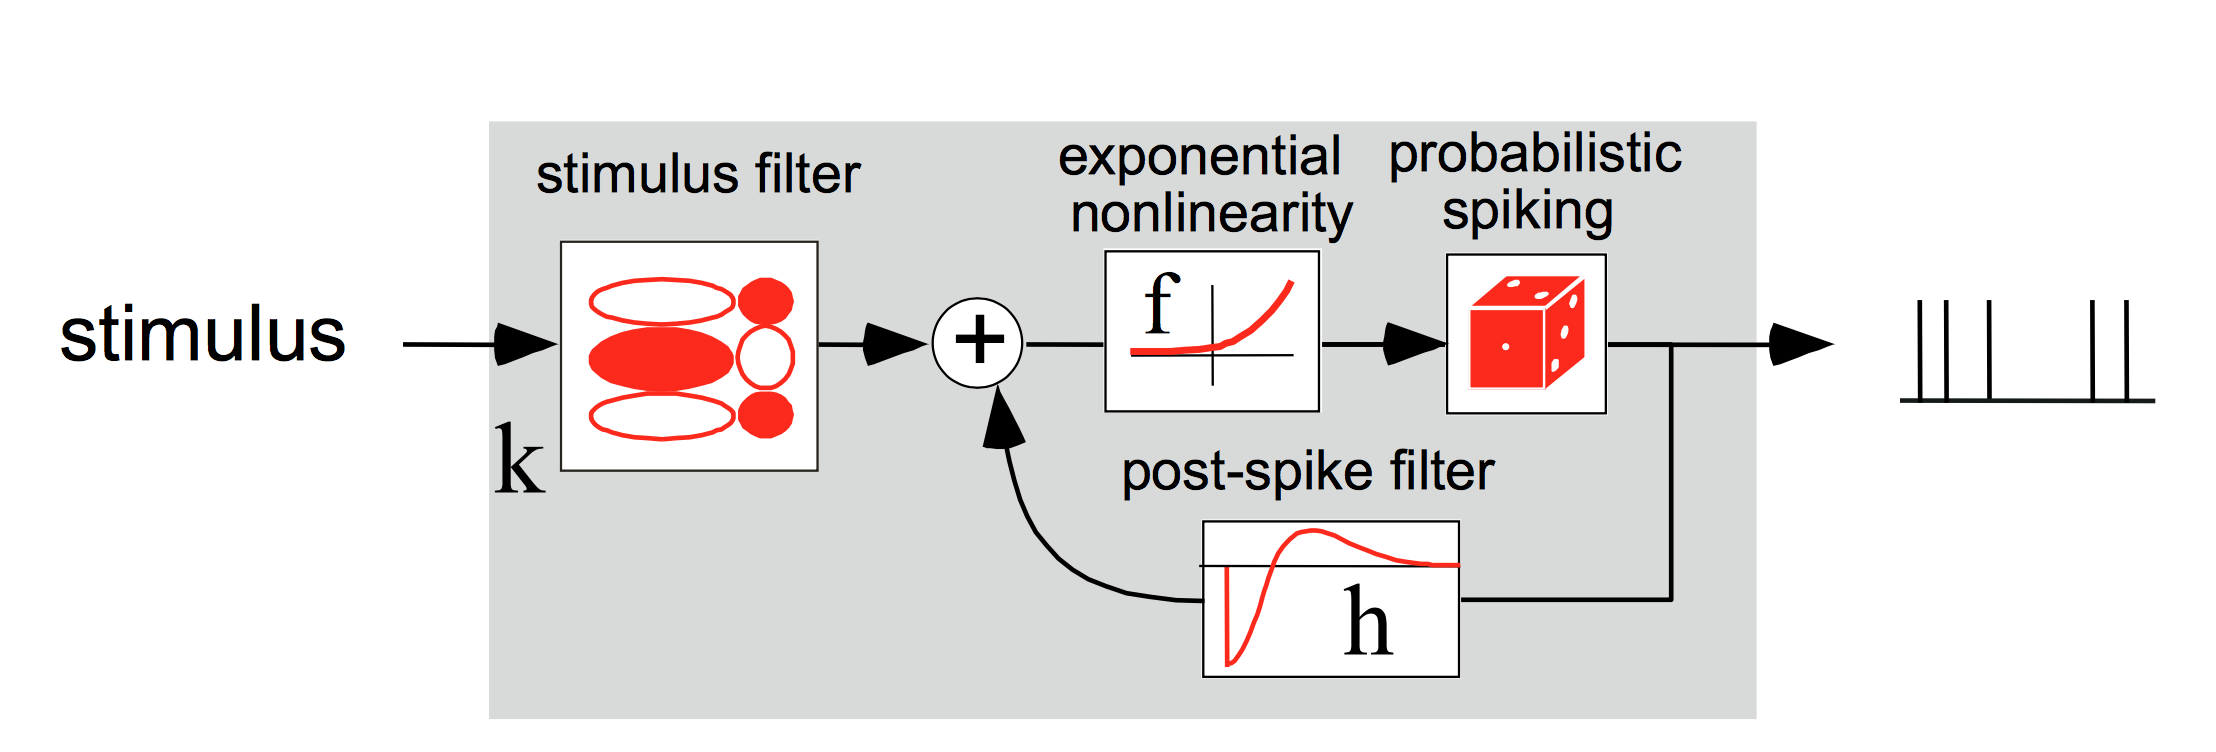 stimulus
k
stimulus filter
+
exponential
nonlinearity
f
probabilistic
spiking
post-spike filter
h